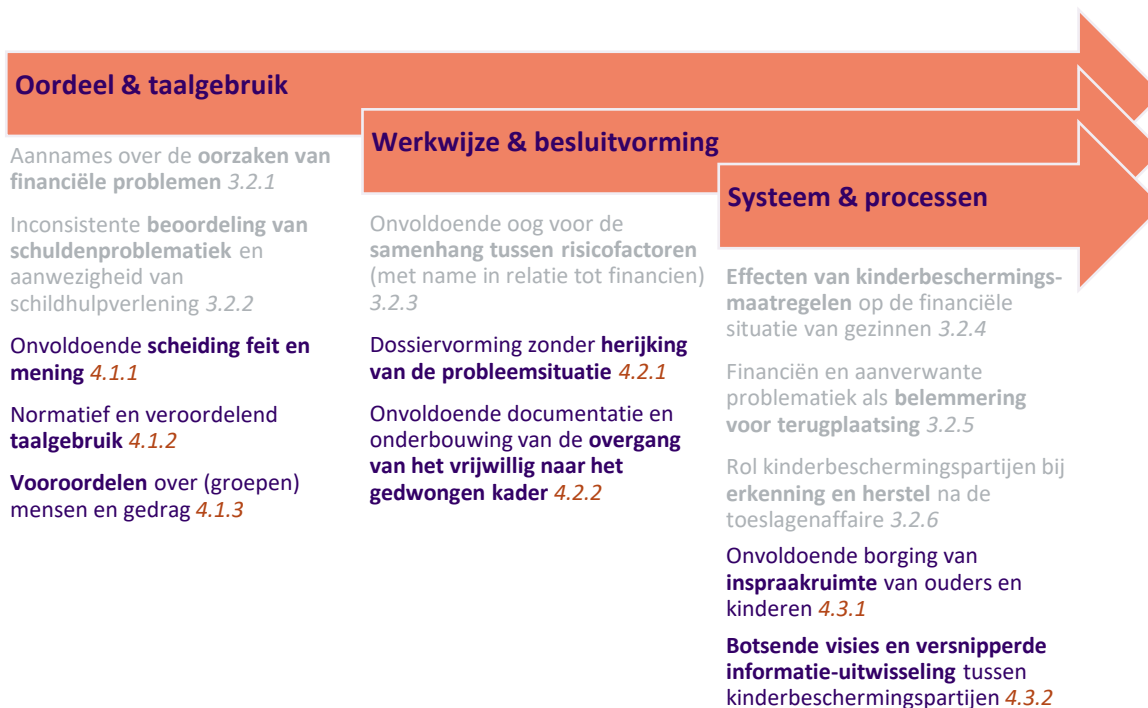 Oordeel & taalgebruik
Aannames over de oorzaken van
financiële problemen 3.2.1
Inconsistente beoordeling van
schuldenproblematiek en
aanwezigheid van
schildhulpverlening 3.2.2
Onvoldoende scheiding feit en
mening 4.1.1
Normatief en veroordelend
taalgebruik 4.1.2
Vooroordelen over (groepen)
mensen en gedrag 4.1.3
Werkwijze & besluitvorming
Onvoldoende oog voor de
samenhang tussen risicofactoren
(met name in relatie tot financien)
3.2.3
Dossiervorming zonder herijking
van de probleemsituatie 4.2.1
Onvoldoende documentatie en
onderbouwing van de overgang
van het vrijwillig naar het
gedwongen kader 4.2.2
Systeem & processen
Effecten van kinderbeschermings-
maatregelen op de financiële
situatie van gezinnen 3.2.4
Financiën en aanverwante
problematiek als belemmering
voor terugplaatsing 3.2.5
Rol kinderbeschermingspartijen bij
erkenning en herstel na de
toeslagenaffaire 3.2.6
Onvoldoende borging van
inspraakruimte van ouders en
kinderen 4.3.1
Botsende visies en versnipperde
informatie-uitwisseling tussen
kinderbeschermingspartijen 4.3.2